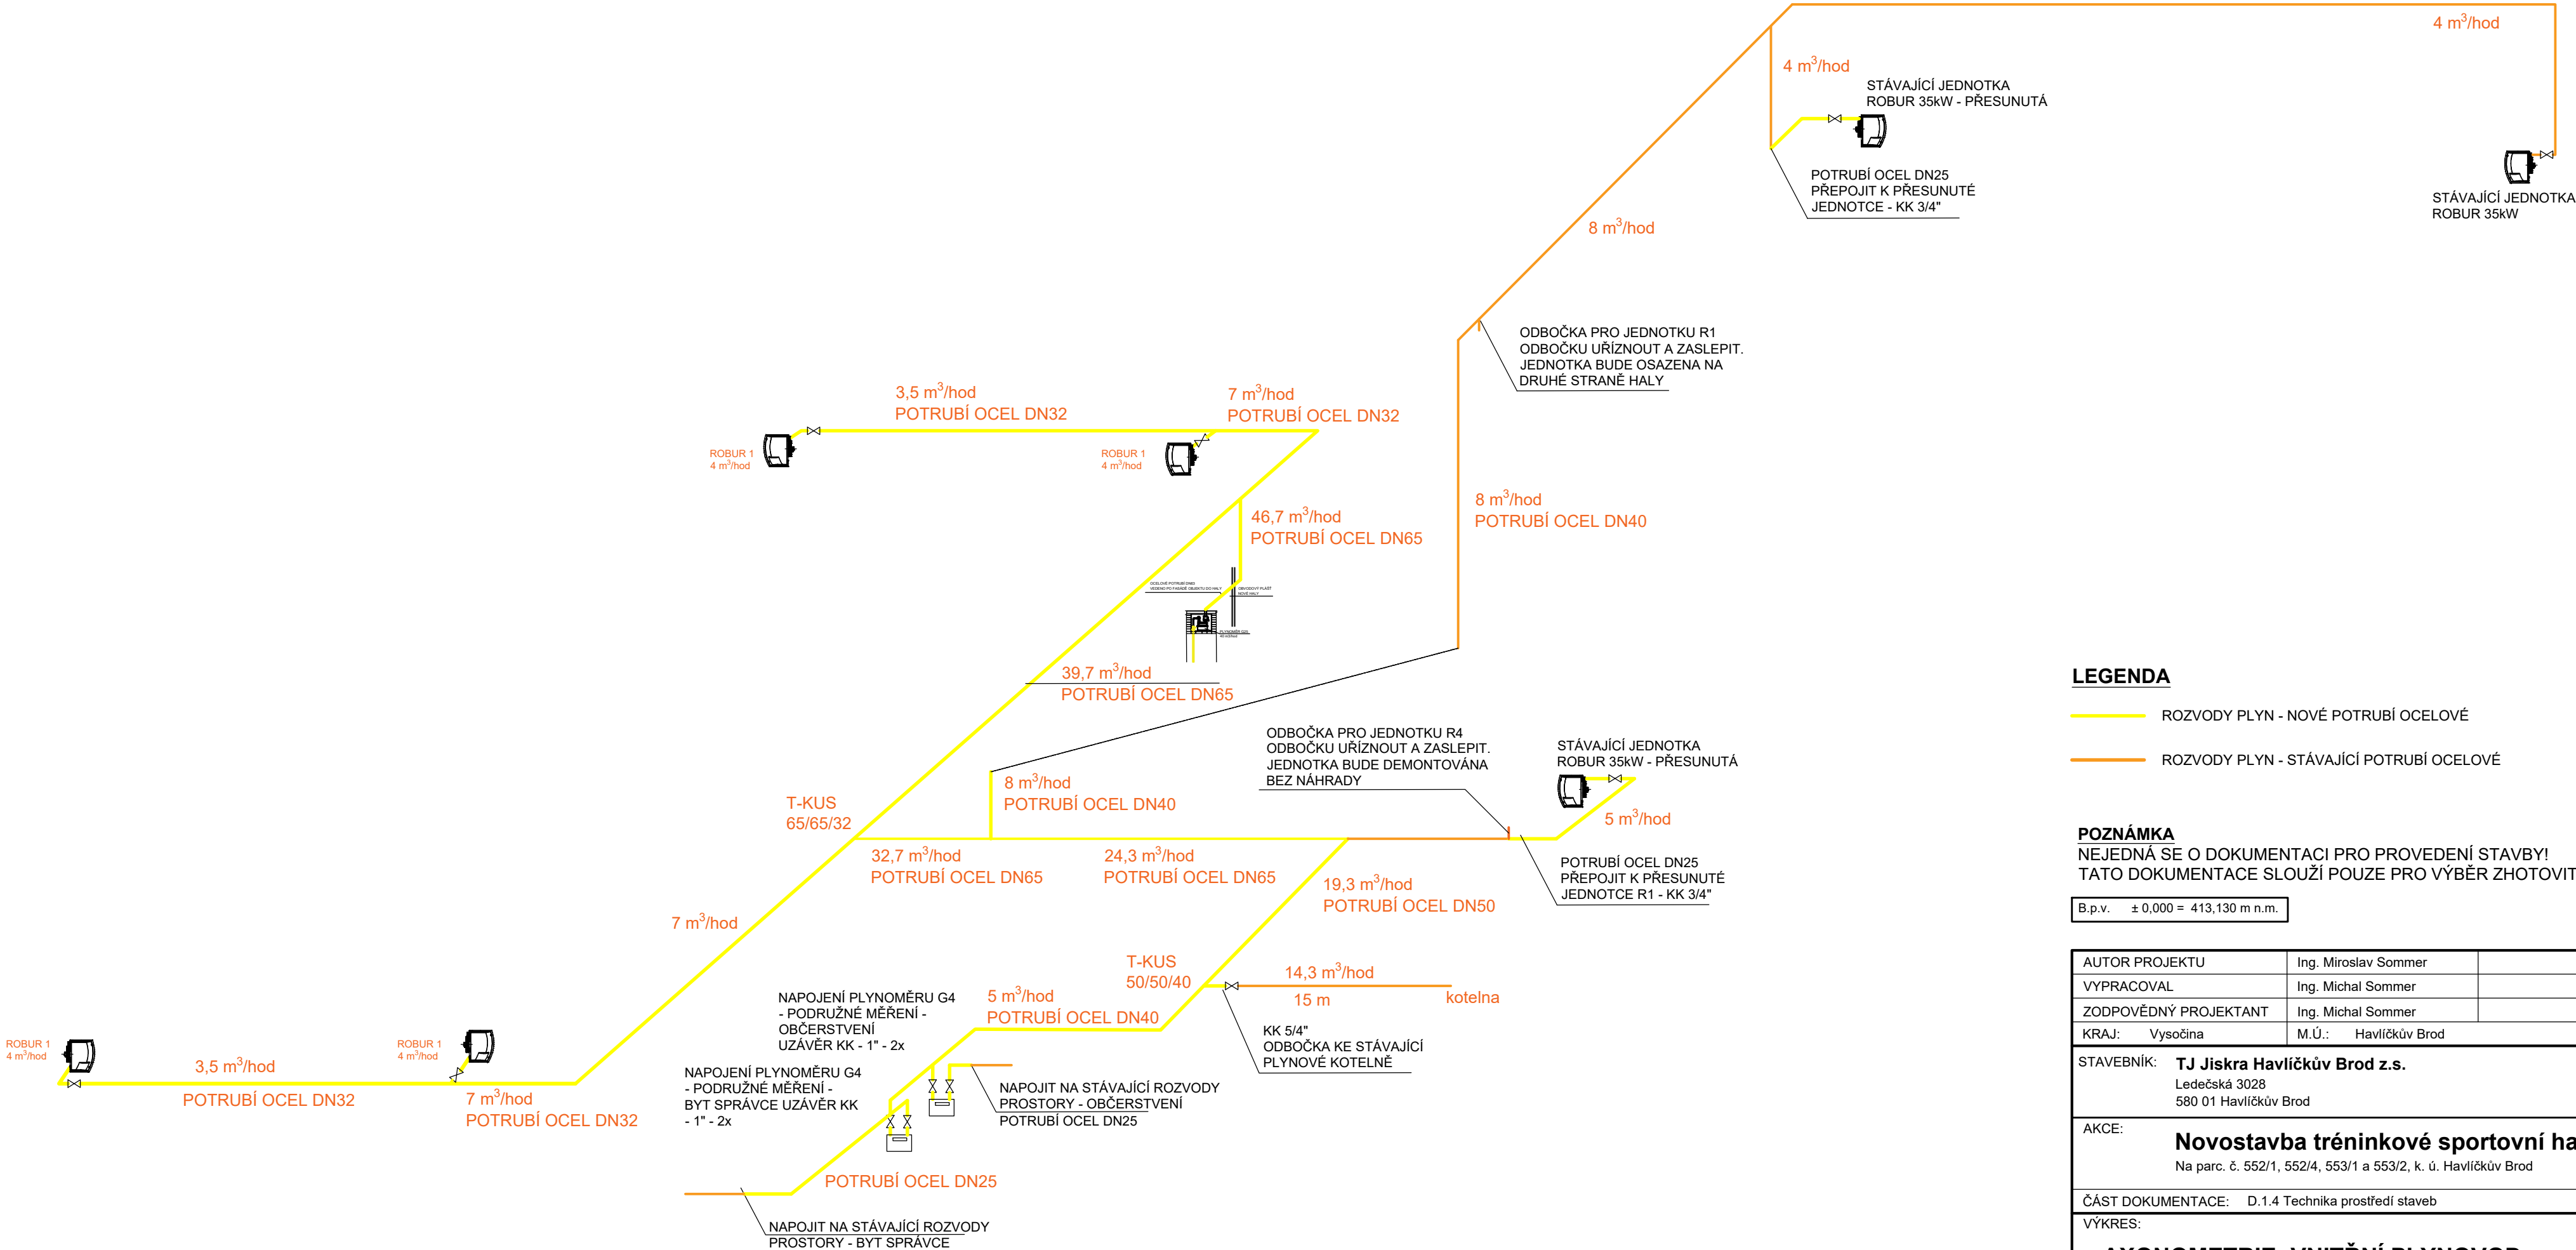 4 m³/hod
4 m³/hod
STÁVAJÍCÍ JEDNOTKA
ROBUR 35kW - PŘESUNUTÁ
POTRUBÍ OCEL DN25
PŘEPOJIT K PŘESUNUTÉ
JEDNOTCE - KK 3/4"
STÁVAJÍCÍ JEDNOTKA
ROBUR 35kW
8 m³/hod
ODBOČKA PRO JEDNOTKU R1
ODBOČKU UŘÍZNOUT A ZASLEPIT.
JEDNOTKA BUDE OSAZENA NA
DRUHÉ STRANĚ HALY
3,5 m³/hod
POTRUBÍ OCEL DN32
7 m³/hod
POTRUBÍ OCEL DN32
ROBUR 1
4 m³/hod
ROBUR 1
4 m³/hod
46,7 m³/hod
POTRUBÍ OCEL DN65
8 m³/hod
POTRUBÍ OCEL DN40
OBVODOVÝ PLÁŠŤ
NOVÉ HALY
39,7 m³/hod
POTRUBÍ OCEL DN65
LEGENDA
ROZVODY PLYN - NOVÉ POTRUBÍ OCELOVÉ
ROZVODY PLYN - STÁVAJÍCÍ POTRUBÍ OCELOVÉ
ODBOČKA PRO JEDNOTKU R4
ODBOČKU UŘÍZNOUT A ZASLEPIT.
JEDNOTKA BUDE DEMONTOVÁNA
BEZ NÁHRADY
STÁVAJÍCÍ JEDNOTKA
ROBUR 35kW - PŘESUNUTÁ
8 m³/hod
POTRUBÍ OCEL DN40
T-KUS
65/65/32
5 m³/hod
32,7 m³/hod
POTRUBÍ OCEL DN65
24,3 m³/hod
POTRUBÍ OCEL DN65
19,3 m³/hod
POTRUBÍ OCEL DN50
POTRUBÍ OCEL DN25
PŘEPOJIT K PŘESUNUTÉ
JEDNOTCE R1 - KK 3/4"
POZNÁMKA
NEJEDNÁ SE O DOKUMENTACI PRO PROVEDENÍ STAVBY!
TATO DOKUMENTACE SLOUŽÍ POUZE PRO VÝBĚR ZHOTOVIT
B.p.v. ± 0,000 = 413,130 m n.m.
7 m³/hod
T-KUS
50/50/40
14,3 m³/hod
15 m
kotelna
KK 5/4"
ODBOČKA KE STÁVAJÍCÍ
PLYNOVÉ KOTELNĚ
NAPOJENÍ PLYNOMĚRU G4
- PODRUŽNÉ MĚŘENÍ -
OBČERSTVENÍ
UZÁVĚR KK - 1" - 2x
5 m³/hod
POTRUBÍ OCEL DN40
ROBUR 1
4 m³/hod
ROBUR 1
4 m³/hod
3,5 m³/hod
POTRUBÍ OCEL DN32
7 m³/hod
POTRUBÍ OCEL DN32
NAPOJENÍ PLYNOMĚRU G4
- PODRUŽNÉ MĚŘENÍ -
BYT SPRÁVCE UZÁVĚR KK
- 1" - 2x
NAPOJIT NA STÁVAJÍCÍ ROZVODY
PROSTORY - OBČERSTVENÍ
POTRUBÍ OCEL DN25
POTRUBÍ OCEL DN25
NAPOJIT NA STÁVAJÍCÍ ROZVODY
PROSTORY - BYT SPRÁVCE
AUTOR PROJEKTU Ing. Miroslav Sommer
VYPRACOVAL Ing. Michal Sommer
ZODPOVĚDNÝ PROJEKTANT Ing. Michal Sommer
KRAJ: Vysočina M.Ú.: Havlíčkův Brod
STAVEBNÍK: TJ Jiskra Havlíčkův Brod z.s.
Ledečská 3028
580 01 Havlíčkův Brod
AKCE: Novostavba tréninkové sportovní ha
Na parc. č. 552/1, 552/4, 553/1 a 553/2, k. ú. Havlíčkův Brod
ČÁST DOKUMENTACE: D.1.4 Technika prostředí staveb
VÝKRES: